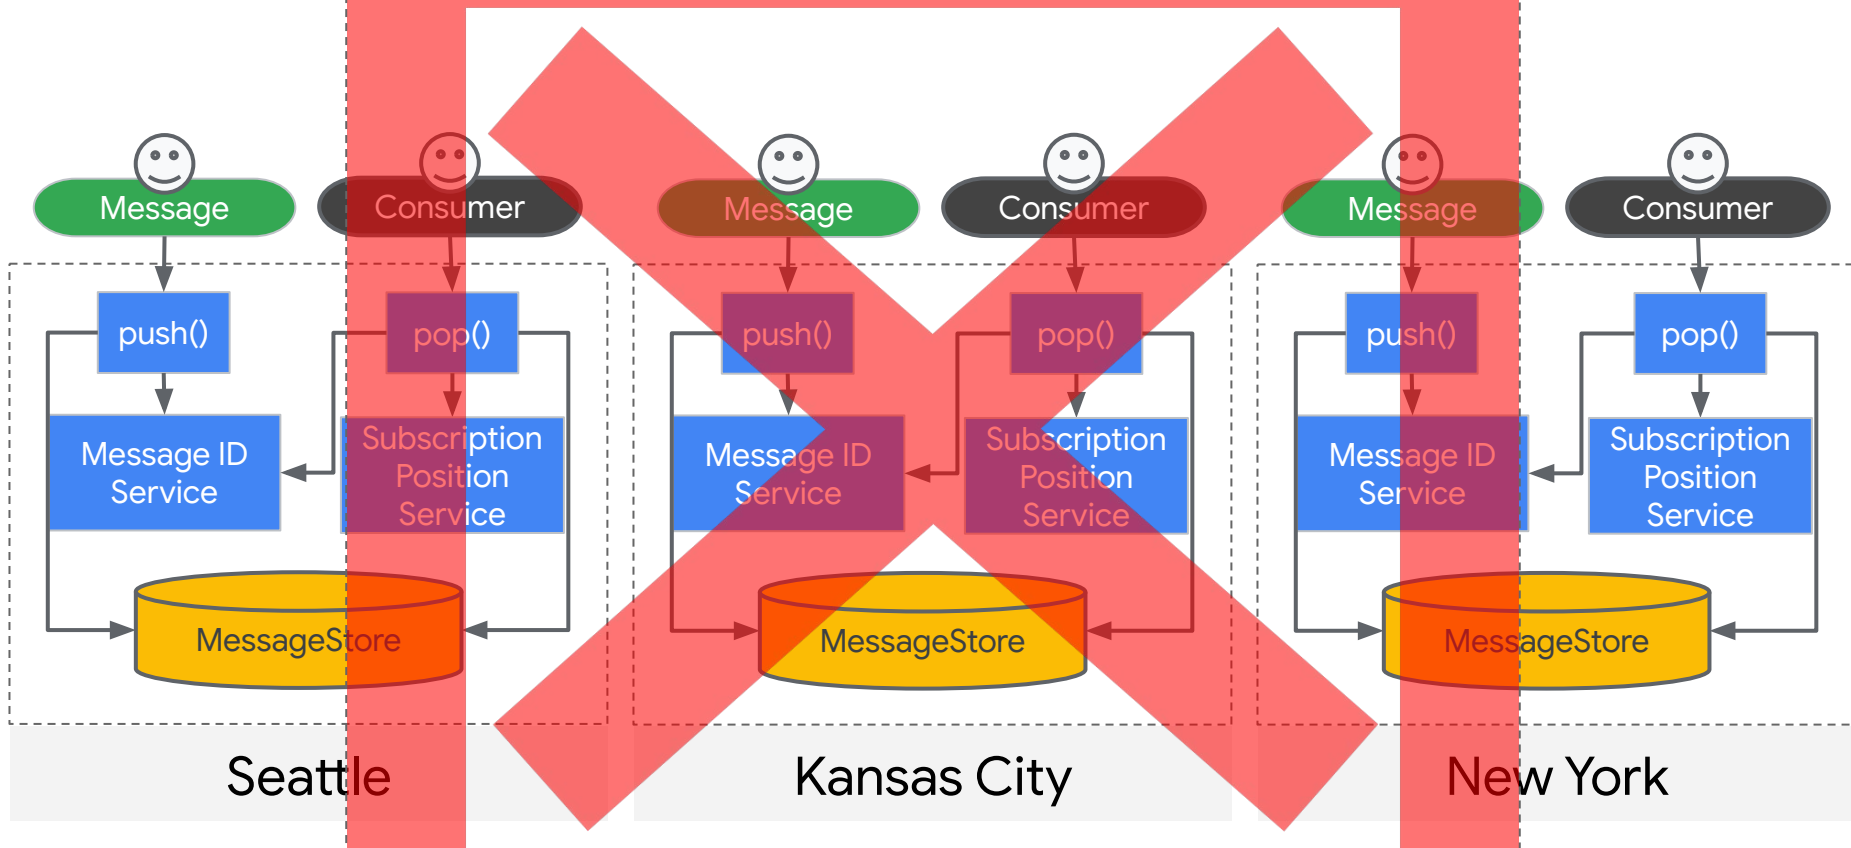 Message
Consumer
Message
Consumer
Message
Consumer
push()
pop()
push()
pop()
push()
pop()
Message ID
Service
Subscription
Position
Service
Message ID
Service
Subscription
Position
Service
Message ID
Service
Subscription
Position
Service
MessageStore
MessageStore
MessageStore
Seattle
Kansas City
New York